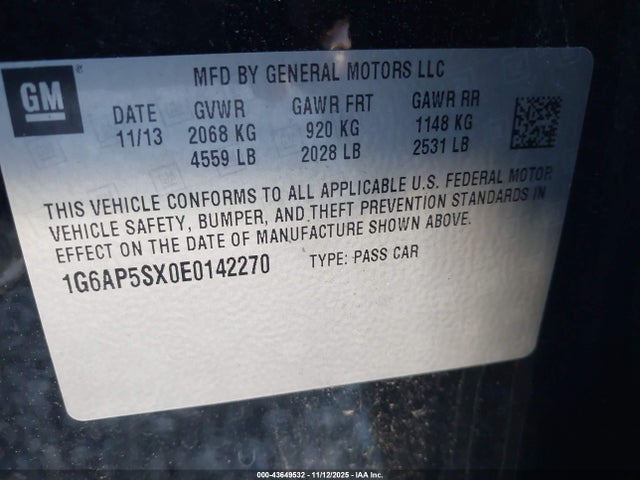 GM
MFD BY GENERAL MOTORS LLC
DATE GVWR GAWR FRT GAWR RR
11/13 2068 KG 920 KG 1148 KG
4559 LB 2028 LB 2531 LB
THIS VEHICLE CONFORMS TO ALL APPLICABLE U.S. FEDERAL MOTOR
VEHICLE SAFETY, BUMPER, AND THEFT PREVENTION STANDARDS IN
EFFECT ON THE DATE OF MANUFACTURE SHOWN ABOVE.
1G6AP5SX0E0142270 TYPE: PASS CAR
000-43649532 - 11/12/2025 - IAA Inc.